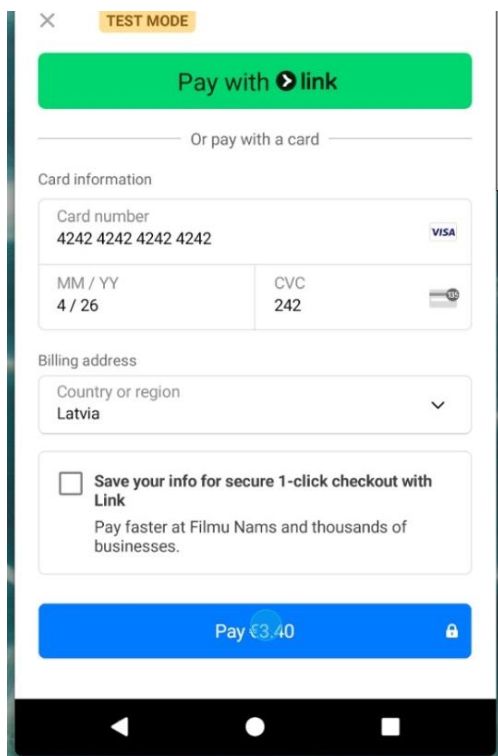 TEST MODE
Pay with link
Or pay with a card
Card information
Card number
4242 4242 4242 4242
VISA
MM / YY
4 / 26
CVC
242
135
Billing address
Country or region
Latvia
Save your info for secure 1-click checkout with
Link
Pay faster at Filmu Nams and thousands of
businesses.
Pay €3.40